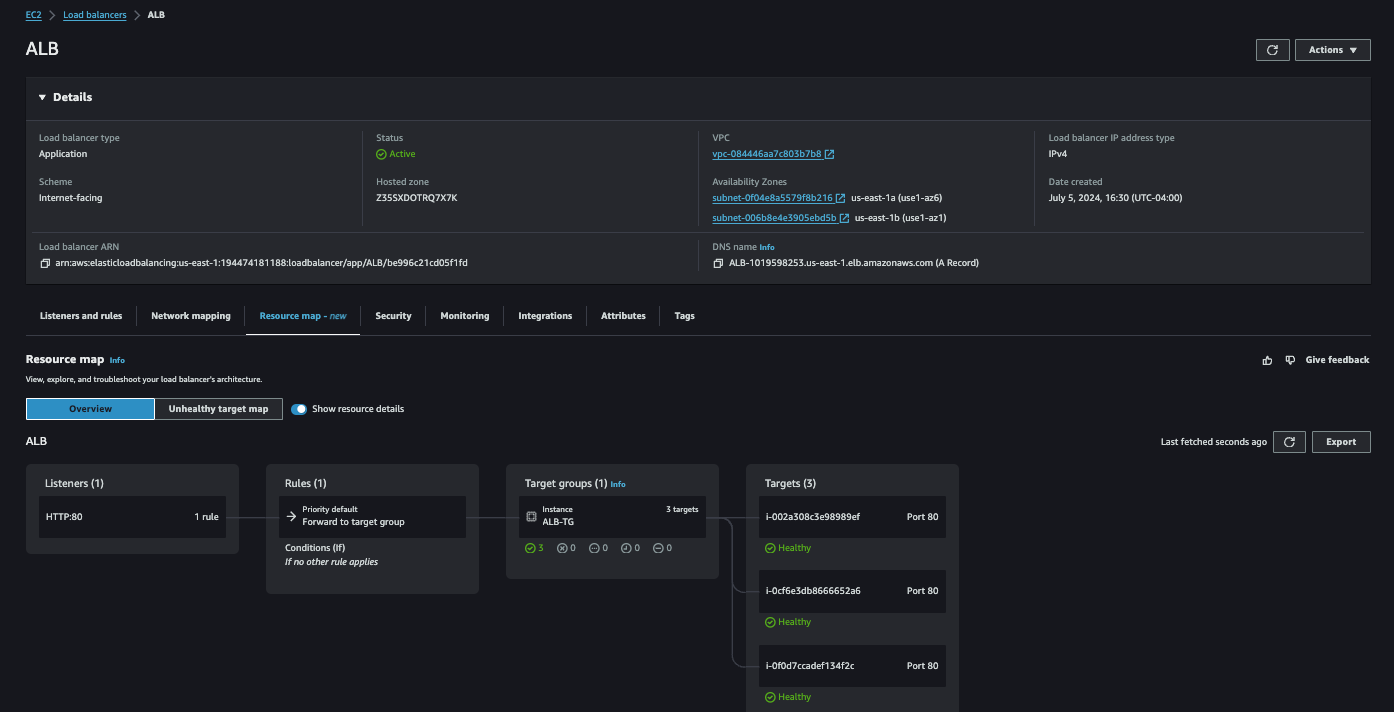 EC2 > Load balancers > ALB
ALB
Actions
Details
Load balancer type
Application
Status
Active
VPC
vpc-084446aa7c803b7b8
Load balancer IP address type
IPv4
Scheme
Internet-facing
Hosted zone
Z35SXDOTRQ7X7K
Availability Zones
subnet-0f04e8a5579f8b216 us-east-1a (use1-az6)
subnet-006b8e4e3905ebd5b us-east-1b (use1-az1)
Date created
July 5, 2024, 16:30 (UTC-04:00)
Load balancer ARN
arn:aws:elasticloadbalancing:us-east-1:194474181188:loadbalancer/app/ALB/be996c21cd05f1fd
DNS name Info
ALB-1019598253.us-east-1.elb.amazonaws.com (A Record)
Listeners and rules Network mapping Resource map - new Security Monitoring Integrations Attributes Tags
Resource map Info
Give feedback
View, explore, and troubleshoot your load balancer's architecture.
Overview Unhealthy target map Show resource details
ALB
Last fetched seconds ago Export
Listeners (1)
HTTP:80 1 rule
Rules (1)
Priority default
Forward to target group
Conditions (If)
If no other rule applies
Target groups (1) Info
Instance 3 targets
ALB-TG
3 0 0 0 0
Targets (3)
i-002a308c3e98989ef Port 80
Healthy
i-0cf6e3db8666652a6 Port 80
Healthy
i-0f0d7ccadef134f2c Port 80
Healthy